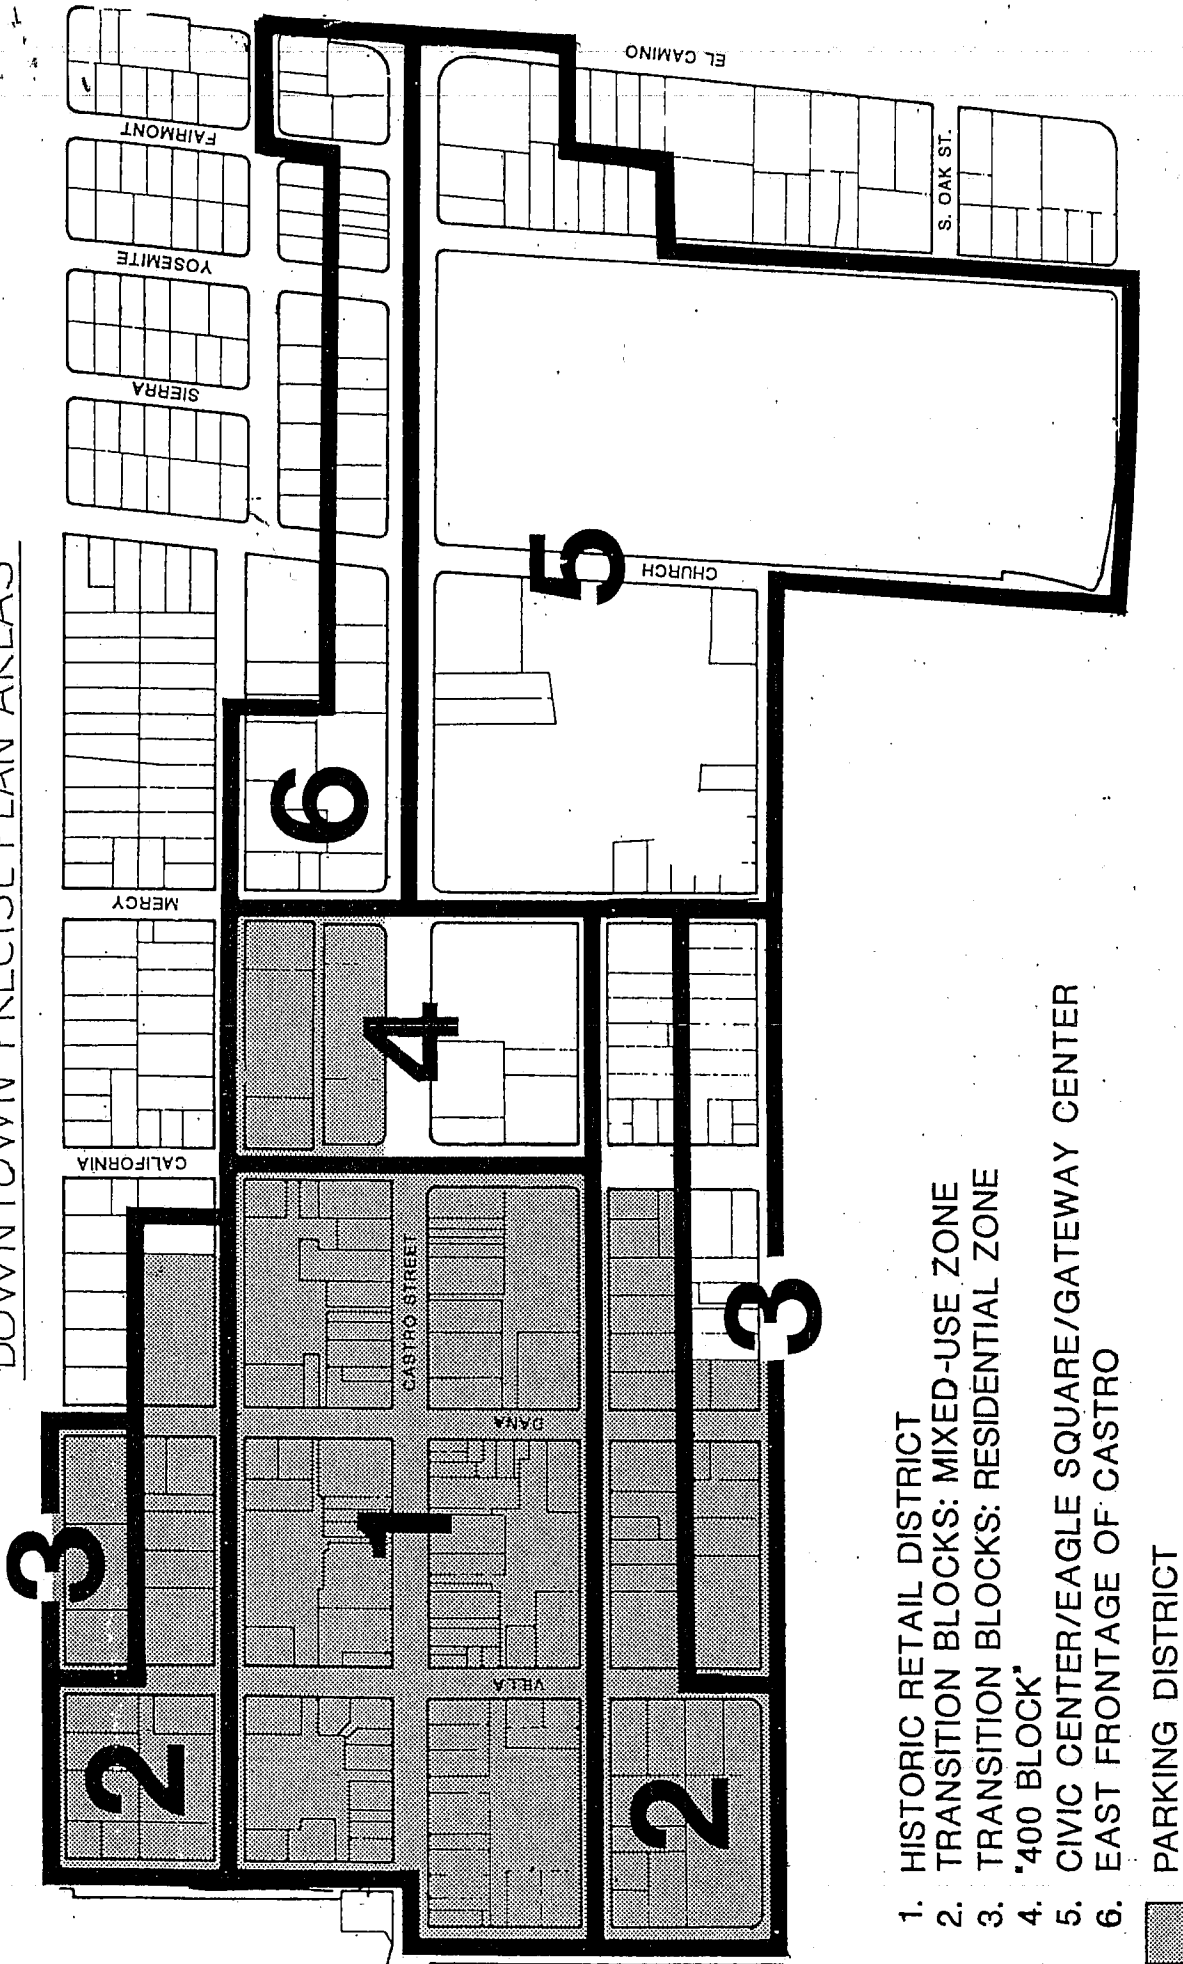 DOWNTOWN PRECISE PLAN AREAS
EL CAMINO
FAIRMONT
S. OAK ST.
YOSEMITE
SIERRA
CHURCH
5
6
MERCY
4
CALIFORNIA
CASTRO STREET
3
DANA
3
1
VILLA
2
2
1. HISTORIC RETAIL DISTRICT
2. TRANSITION BLOCKS: MIXED-USE ZONE
3. TRANSITION BLOCKS: RESIDENTIAL ZONE
4. "400 BLOCK"
5. CIVIC CENTER/EAGLE SQUARE/GATEWAY CENTER
6. EAST FRONTAGE OF CASTRO
PARKING DISTRICT